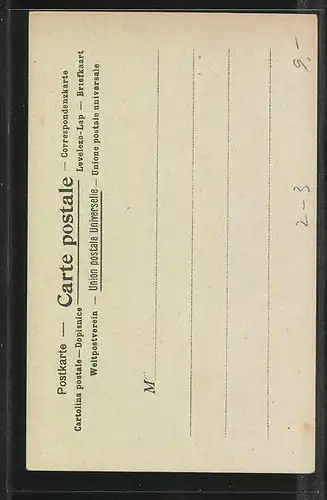 Postkarte — Carte postale — Correspondenzkarte
Cartolina postale — Dopisnice Levelezo-Lap — Briefkaart
Weltpostverein — Union postale Universelle — Unione postale universale
M
2-3
9.-